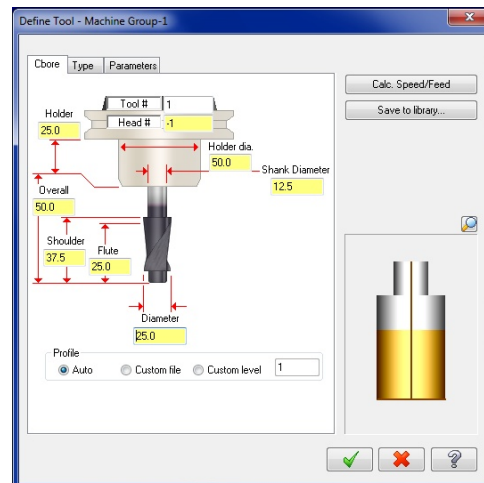 Define Tool - Machine Group-1
Cbore Type Parameters
Calc. Speed/Feed
Save to library...
Tool # 1
Head # -1
Holder
25.0
Holder dia.
50.0
Shank Diameter
12.5
Overall
50.0
Shoulder
37.5
Flute
25.0
Diameter
25.0
Profile
Auto Custom file Custom level 1